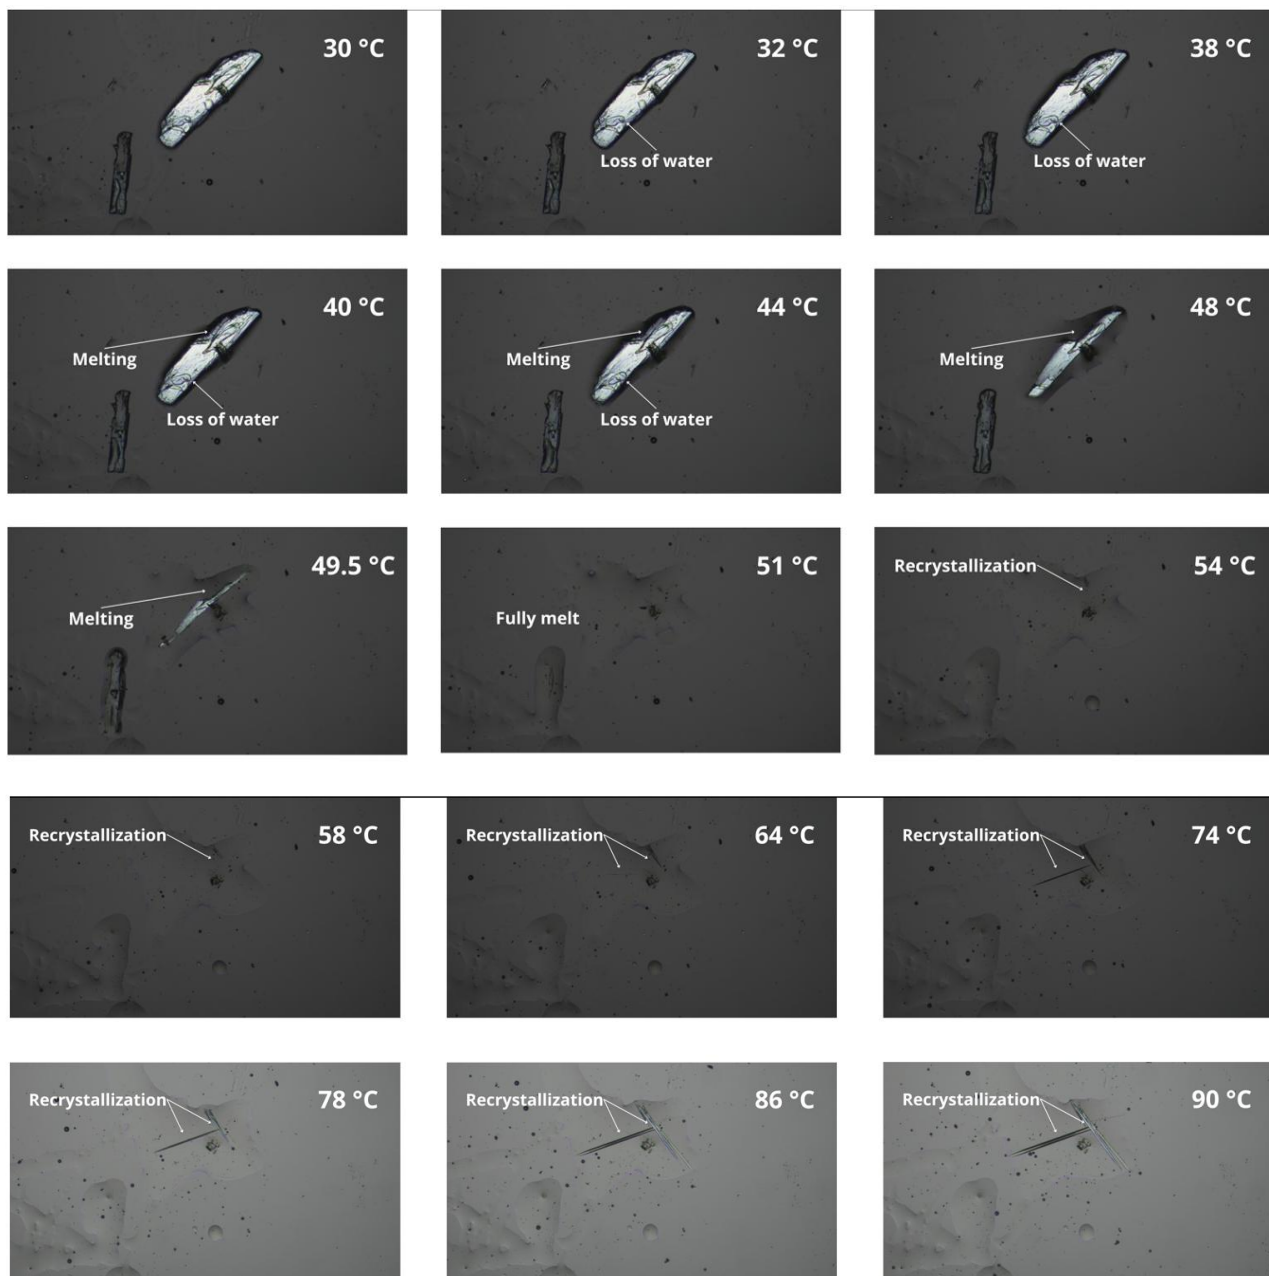 30 °C
32 °C
Loss of water
38 °C
Loss of water
40 °C
Melting
Loss of water
44 °C
Melting
Loss of water
48 °C
Melting
49.5 °C
Melting
51 °C
Fully melt
Recrystallization
54 °C
Recrystallization
58 °C
Recrystallization
64 °C
Recrystallization
74 °C
Recrystallization
78 °C
Recrystallization
86 °C
Recrystallization
90 °C